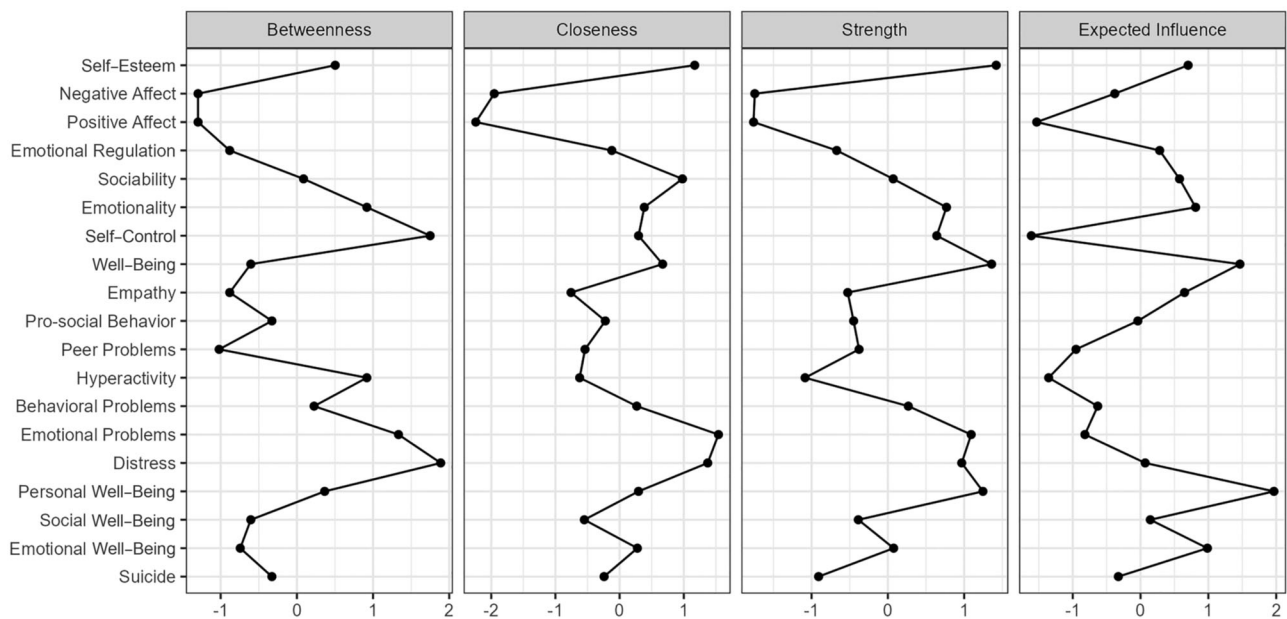 Betweenness Closeness Strength Expected Influence
Self−Esteem
Negative Affect
Positive Affect
Emotional Regulation
Sociability
Emotionality
Self−Control
Well−Being
Empathy
Pro-social Behavior
Peer Problems
Hyperactivity
Behavioral Problems
Emotional Problems
Distress
Personal Well−Being
Social Well−Being
Emotional Well−Being
Suicide
-1 0 1 2 -2 -1 0 1 -1 0 1 -1 0 1 2